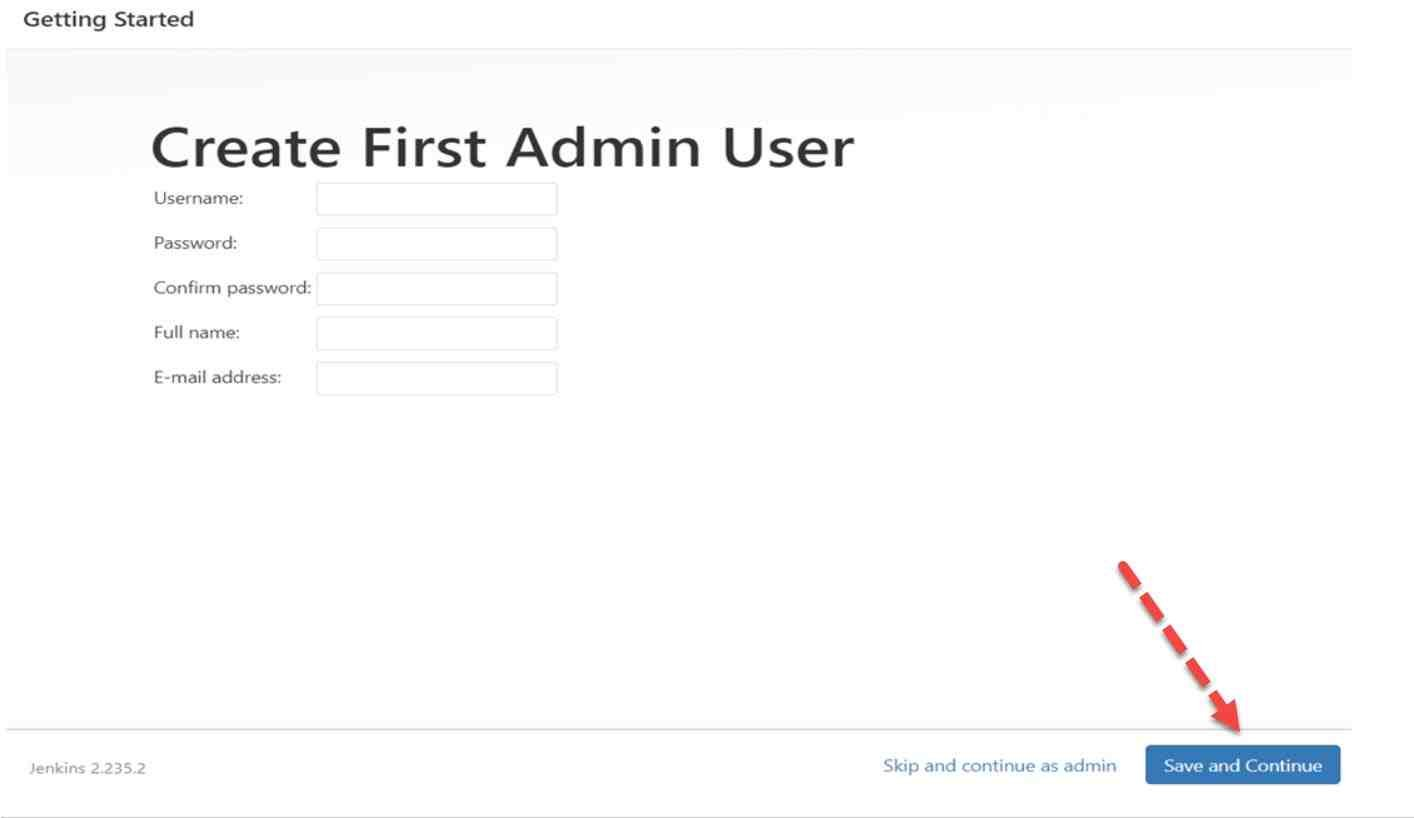 Getting Started
Create First Admin User
Username:
Password:
Confirm password:
Full name:
E-mail address:
Jenkins 2.235.2
Skip and continue as admin
Save and Continue